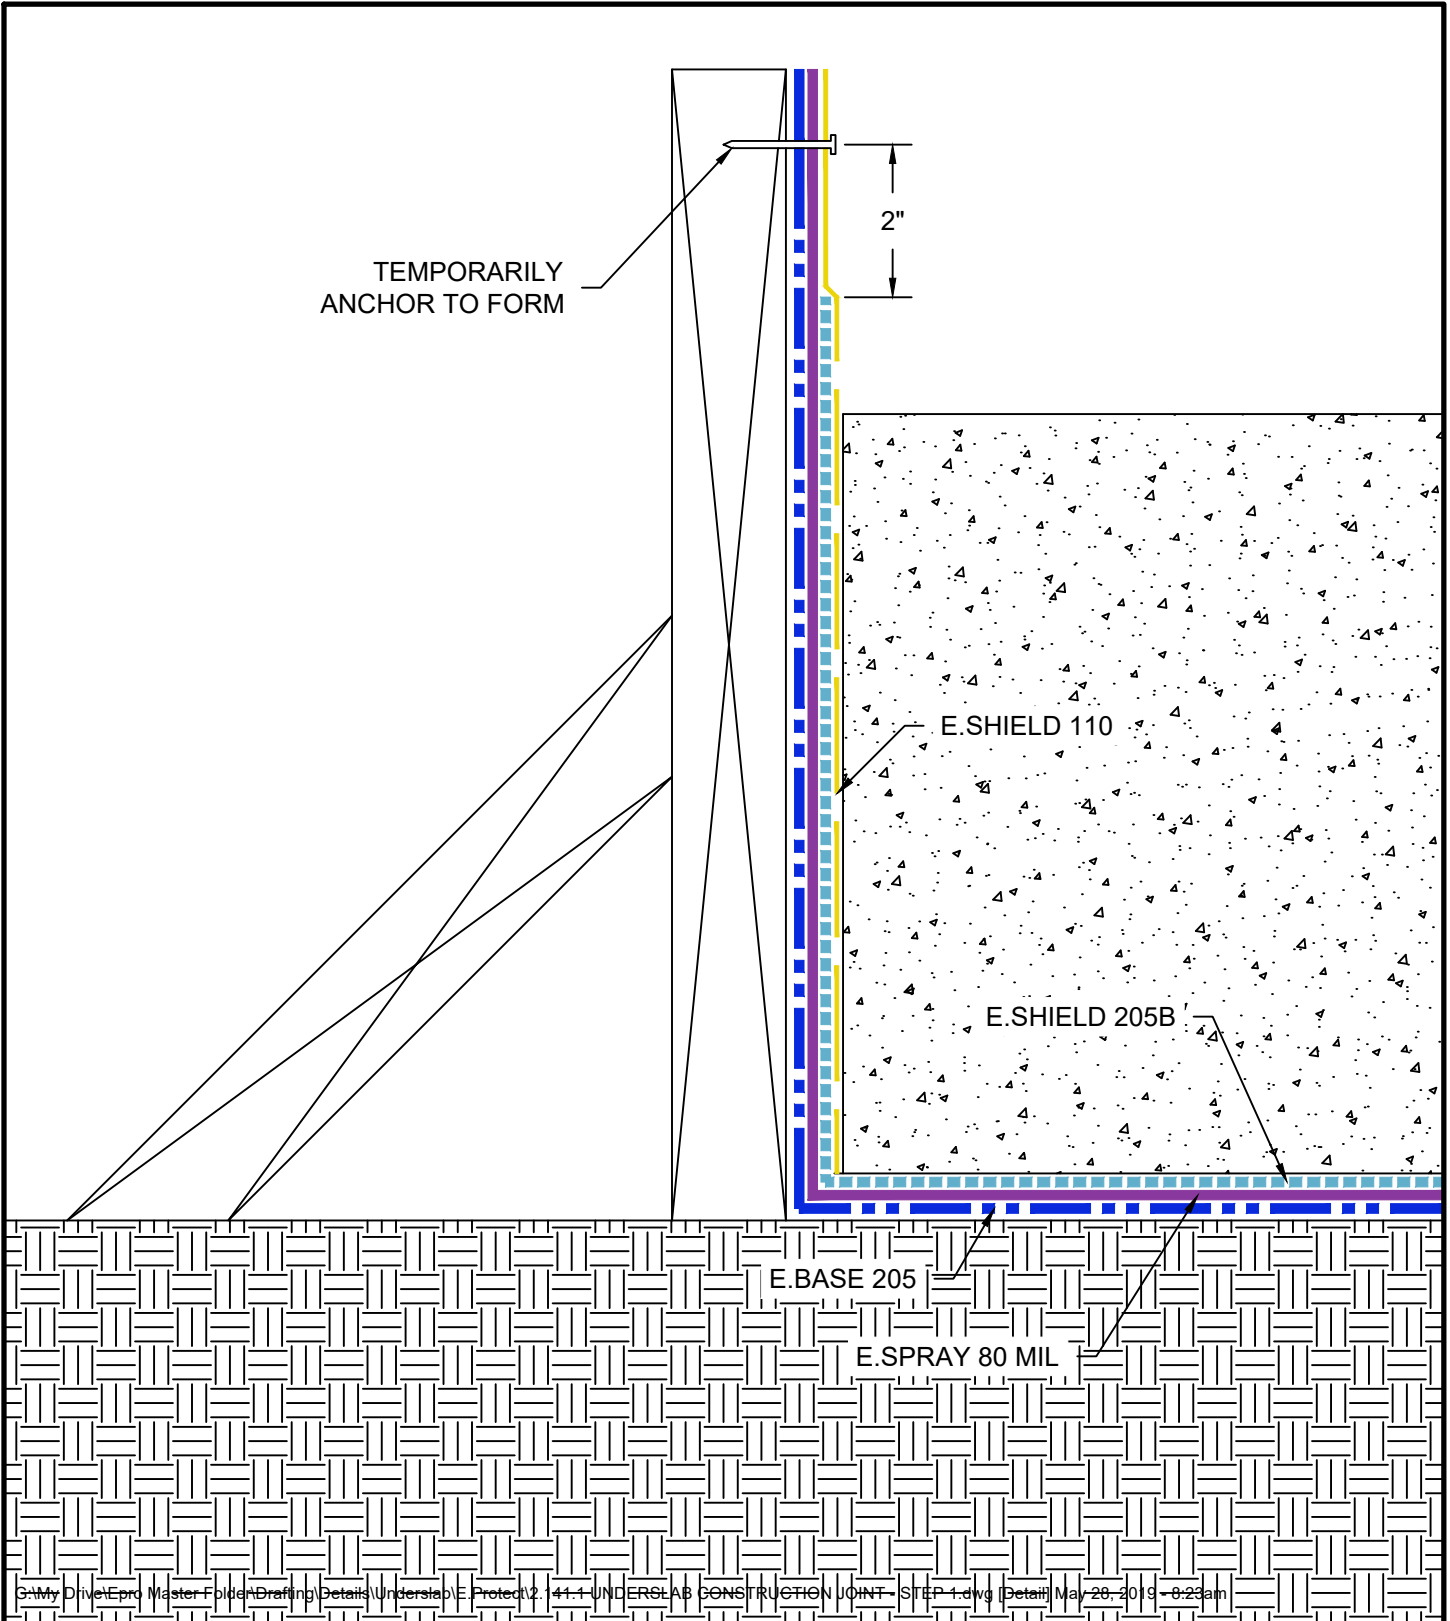 2"
TEMPORARILY
ANCHOR TO FORM
E.SHIELD 110
E.SHIELD 205B
E.BASE 205
E.SPRAY 80 MIL
G:\My Drive\Epro Master Folder\Drafting\Details\Underslab\E.Protect\2.141.1 UNDERSLAB CONSTRUCTION JOINT - STEP 1.dwg [Detail] May 28, 2019 - 8:23am